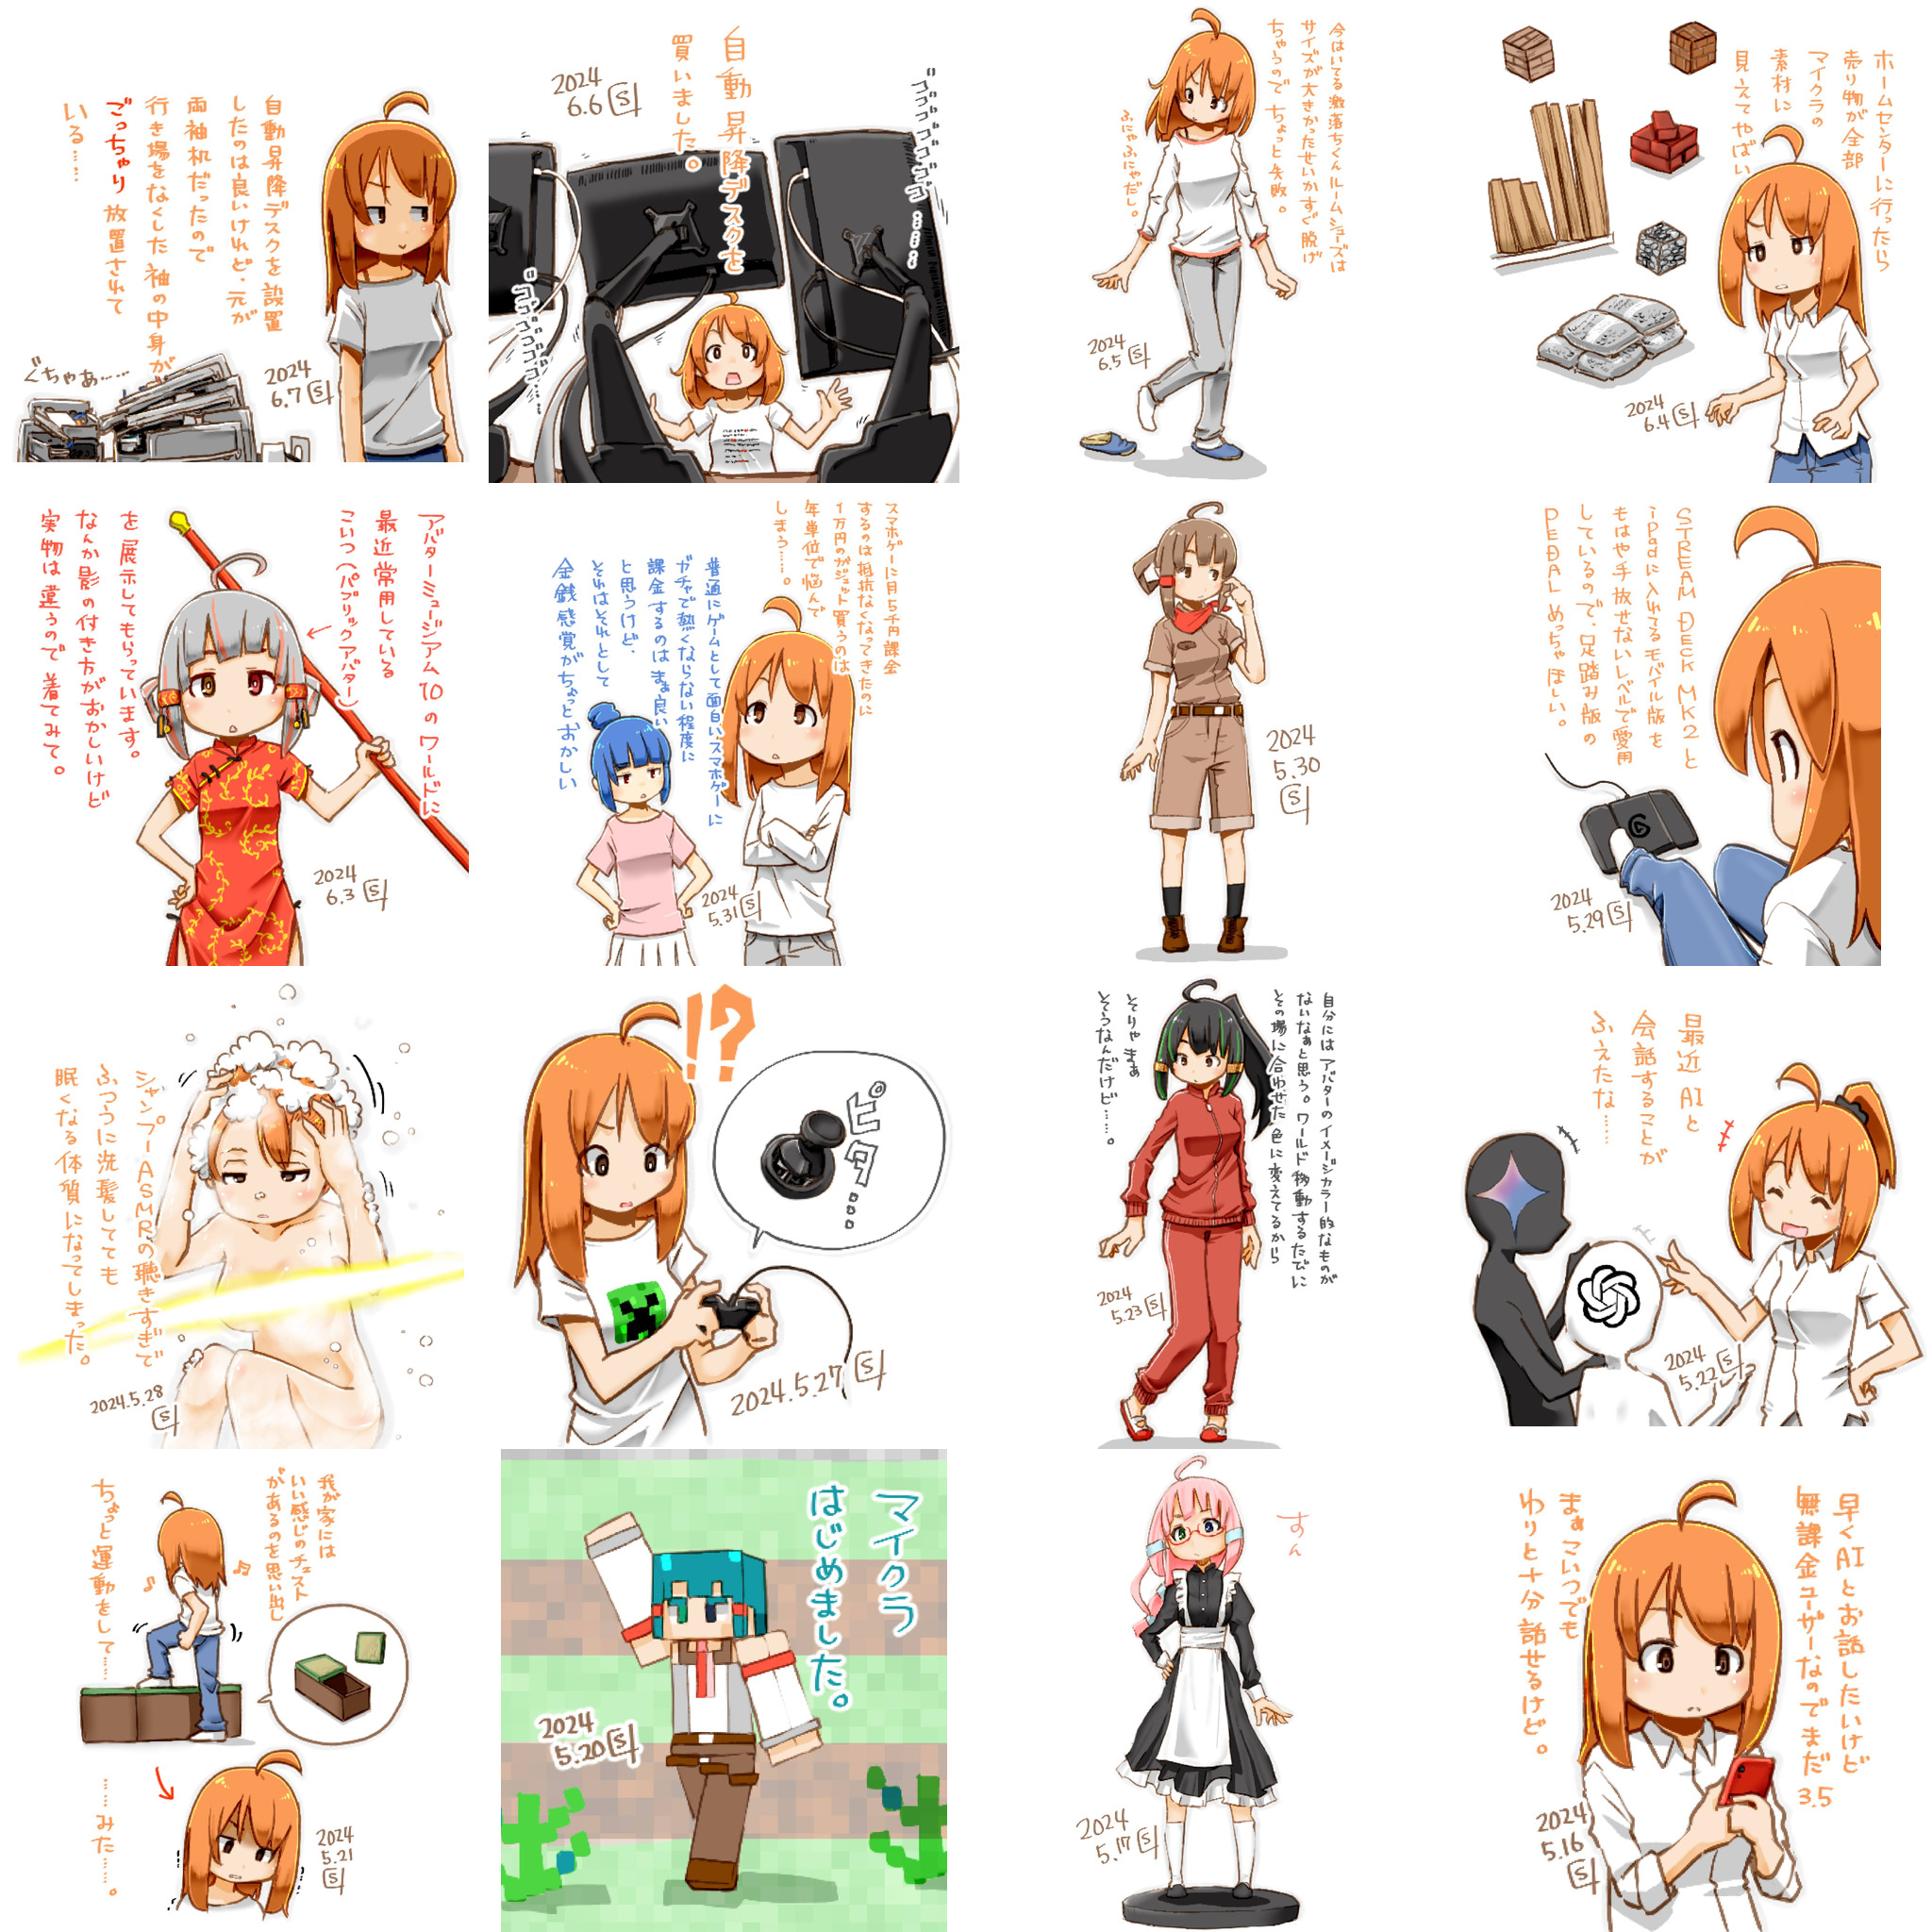 自動昇降デスクを設置
したのは良いけれど、元が
両袖机だったので
行き場をなくした袖の中身が
ごっちゃり放置されて
いる……
ぐちゃあ……
2024
6.7 S
自動昇降デスクを
買いました。
2024
6.6 S
ゴゴゴゴゴゴ……
ゴゴゴゴゴゴ……
今はいてる激落ちくんルームシューズは
サイズが大きかったせいかすぐ脱げ
ちゃうのでちょっと失敗。
ふにゃふにゃだし。
2024
6.5 S
ホームセンターに行ったら
売り物が全部
マイクラの
素材に
見えてやばい
2024
6.4 S
アバターミュージアム10のワールドに
最近常用している
こいつ(パブリックアバター)
を展示してもらっています。
なんか影の付き方がおかしいけど
実物は違うので着てみて。
2024
6.3 S
スマホゲーに月5千円課金
するのは抵抗なくなってきたのに
1万円のガジェット買うのは
年単位で悩んで
しまう……。
普通にゲームとして面白いスマホゲーに
ガチャで熱くならない程度に
課金するのはまぁ良い
と思うけど、
それはそれとして
金銭感覚がちょっとおかしい
2024
5.31 S
2024
5.30
S
STREAM DECK MK2と
iPadに入れてるモバイル版を
もはや手放せないレベルで愛用
しているので、足踏み版の
PEDALめっちゃほしい。
2024
5.29 S
シャンプーASMRの聴きすぎで
ふつうに洗髪してても
眠くなる体質になってしまった。
2024.5.28
S
!?
ピタ…
2024.5.27 S
自分にはアバターのイメージカラー的なものが
ないなぁと思う。ワールド移動するたびに
その場に合わせた色に変えてるから
そりゃまぁ
そうなんだけど……。
2024
5.23 S
最近AIと
会話することが
ふえたな……
2024
5.22 S
我が家には
いい感じのチェスト
があるのを思い出し
ちょっと運動をして……
……みた……。
2024
5.21
S
マイクラ
はじめました。
2024
5.20 S
すん
2024
5.17 S
早くAIとお話したいけど
無課金ユーザーなのでまだ3.5
まぁこいつでも
わりと十分話せるけど。
2024
5.16
S